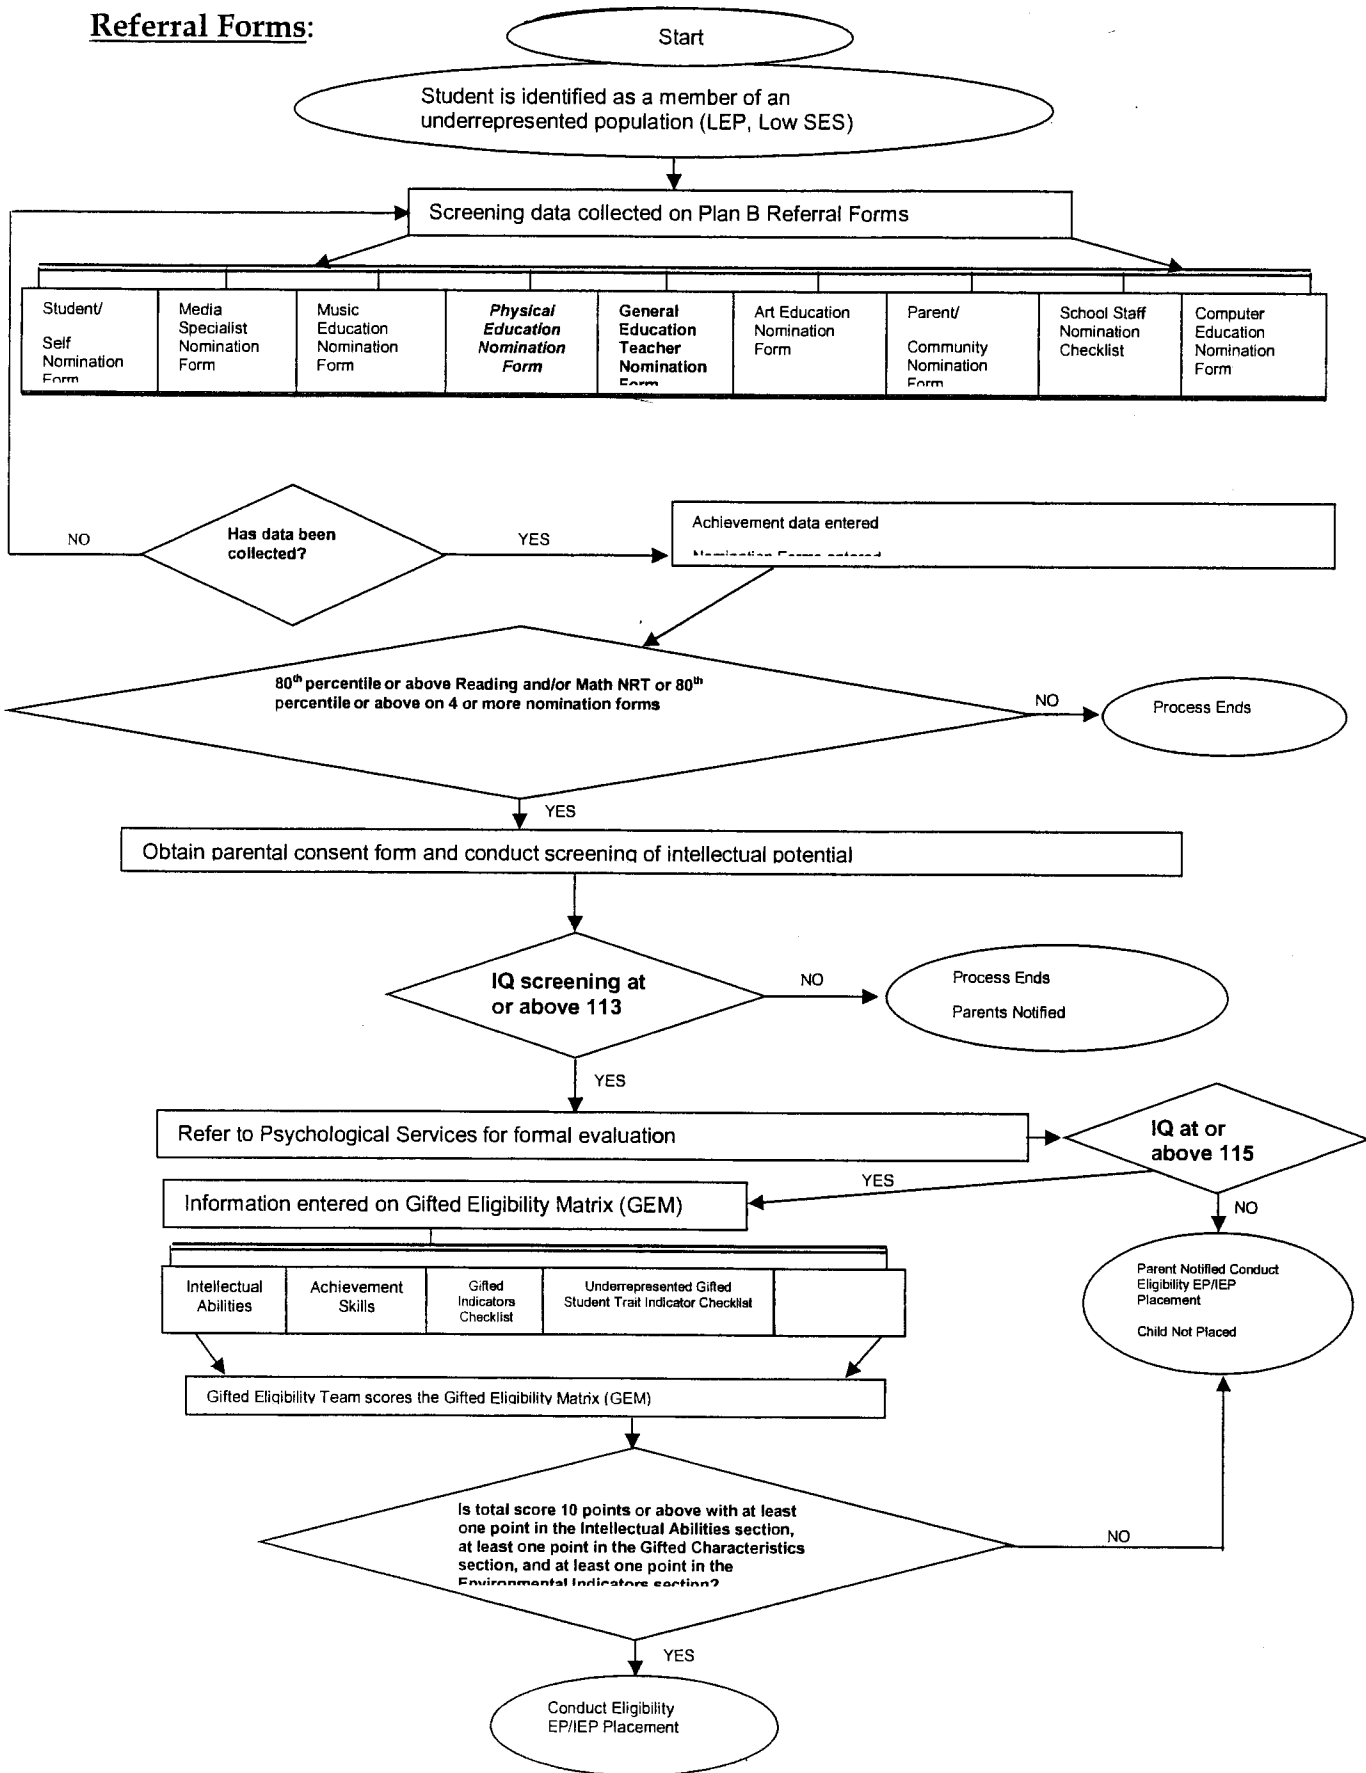 Referral Forms:
Start
Student is identified as a member of an
underrepresented population (LEP, Low SES)
Screening data collected on Plan B Referral Forms
Student/
Self
Nomination
Form
Media
Specialist
Nomination
Form
Music
Education
Nomination
Form
Physical
Education
Nomination
Form
General
Education
Teacher
Nomination
Form
Art Education
Nomination
Form
Parent/
Community
Nomination
Form
School Staff
Nomination
Checklist
Computer
Education
Nomination
Form
NO
Has data been
collected?
YES
Achievement data entered
Nomination Forms entered
80th percentile or above Reading and/or Math NRT or 80th
percentile or above on 4 or more nomination forms
NO
Process Ends
YES
Obtain parental consent form and conduct screening of intellectual potential
IQ screening at
or above 113
NO
Process Ends
Parents Notified
YES
Refer to Psychological Services for formal evaluation
IQ at or
above 115
YES
NO
Information entered on Gifted Eligibility Matrix (GEM)
Intellectual
Abilities
Achievement
Skills
Gifted
Indicators
Checklist
Underrepresented Gifted
Student Trait Indicator Checklist
Parent Notified Conduct
Eligibility EP/IEP
Placement
Child Not Placed
Gifted Eligibility Team scores the Gifted Eligibility Matrix (GEM)
Is total score 10 points or above with at least
one point in the Intellectual Abilities section,
at least one point in the Gifted Characteristics
section, and at least one point in the
Environmental Indicators section?
NO
YES
Conduct Eligibility
EP/IEP Placement